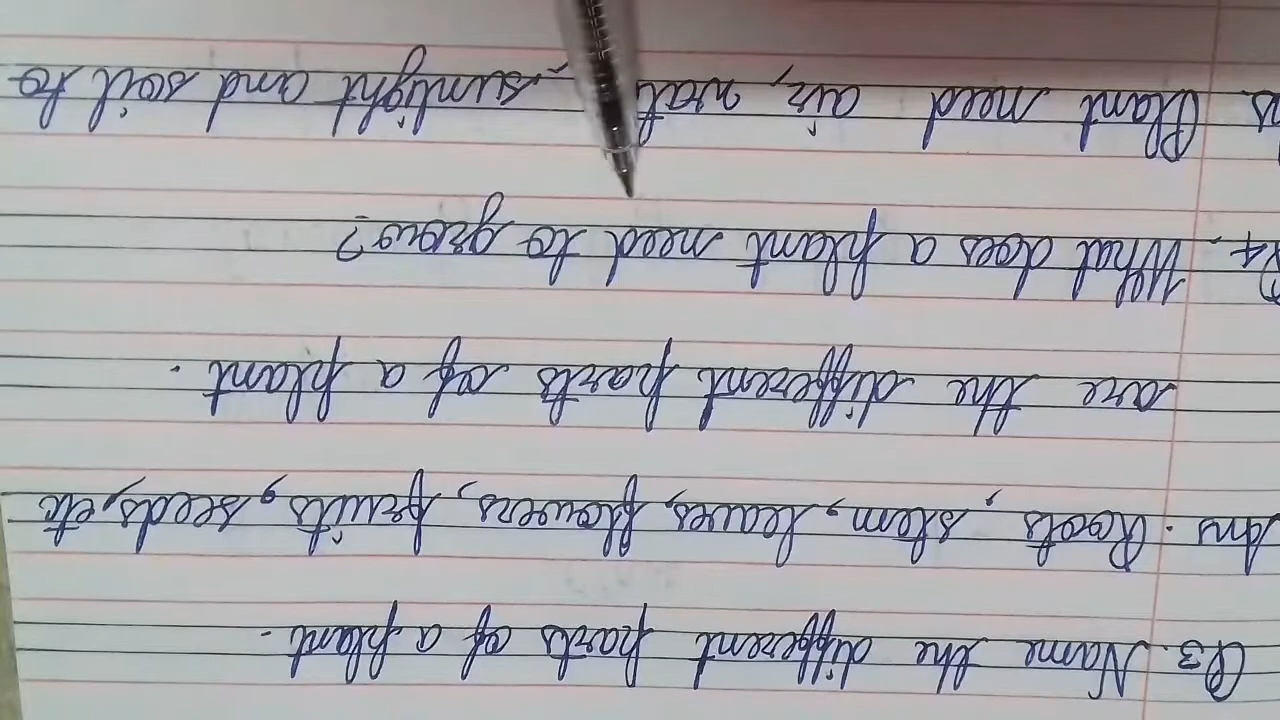 Q3. Name the different parts of a plant.
Ans. Roots, stem, leaves, flowers, fruits, seeds, etc
are the different parts of a plant.
Q4. What does a plant need to grow?
Plant need air, sunlight and soil to